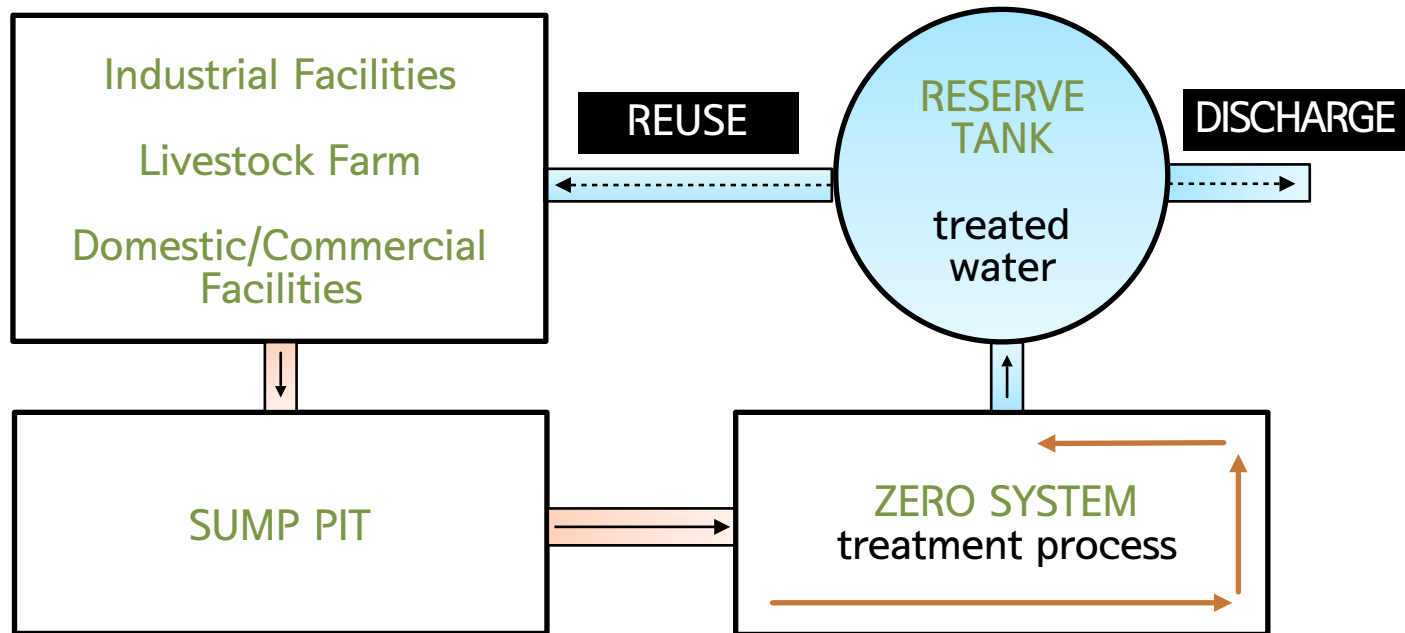 Industrial Facilities
Livestock Farm
Domestic/Commercial
Facilities
REUSE
RESERVE
TANK
treated
water
DISCHARGE
SUMP PIT
ZERO SYSTEM
treatment process